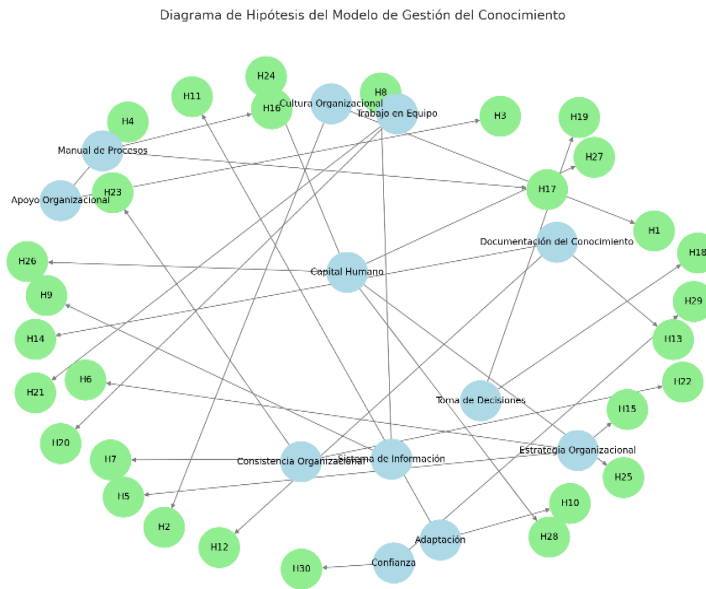 Diagrama de Hipótesis del Modelo de Gestión del Conocimiento
H24
H8
H11
H16
Cultura Organizacional
Trabajo en Equipo
H3
H19
H4
Manual de Procesos
H27
H23
H17
Apoyo Organizacional
H1
Documentación del Conocimiento
H18
H26
Capital Humano
H9
H29
H14
H13
H6
H22
H21
Toma de Decisiones
H15
H20
Estrategia Organizacional
H7
Consistencia Organizacional
Sistema de Información
H25
H5
H10
H2
H28
H12
Adaptación
Confianza
H30